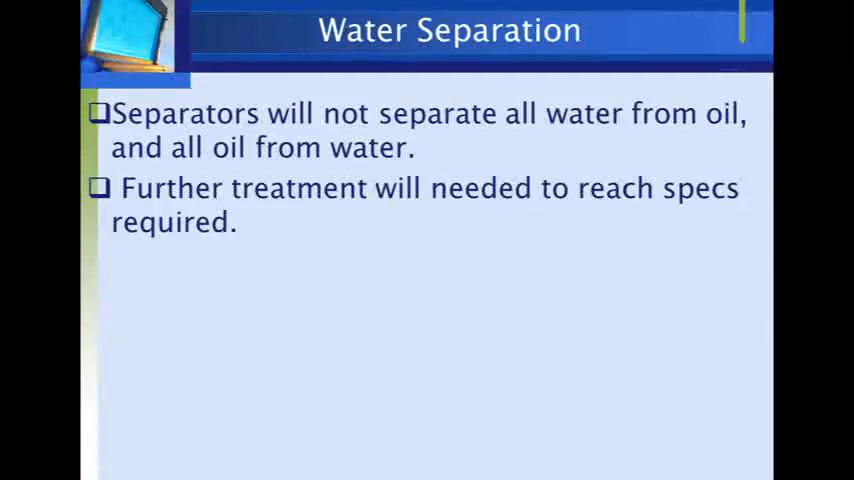 Water Separation
❑Separators will not separate all water from oil,
and all oil from water.
❑ Further treatment will needed to reach specs
required.